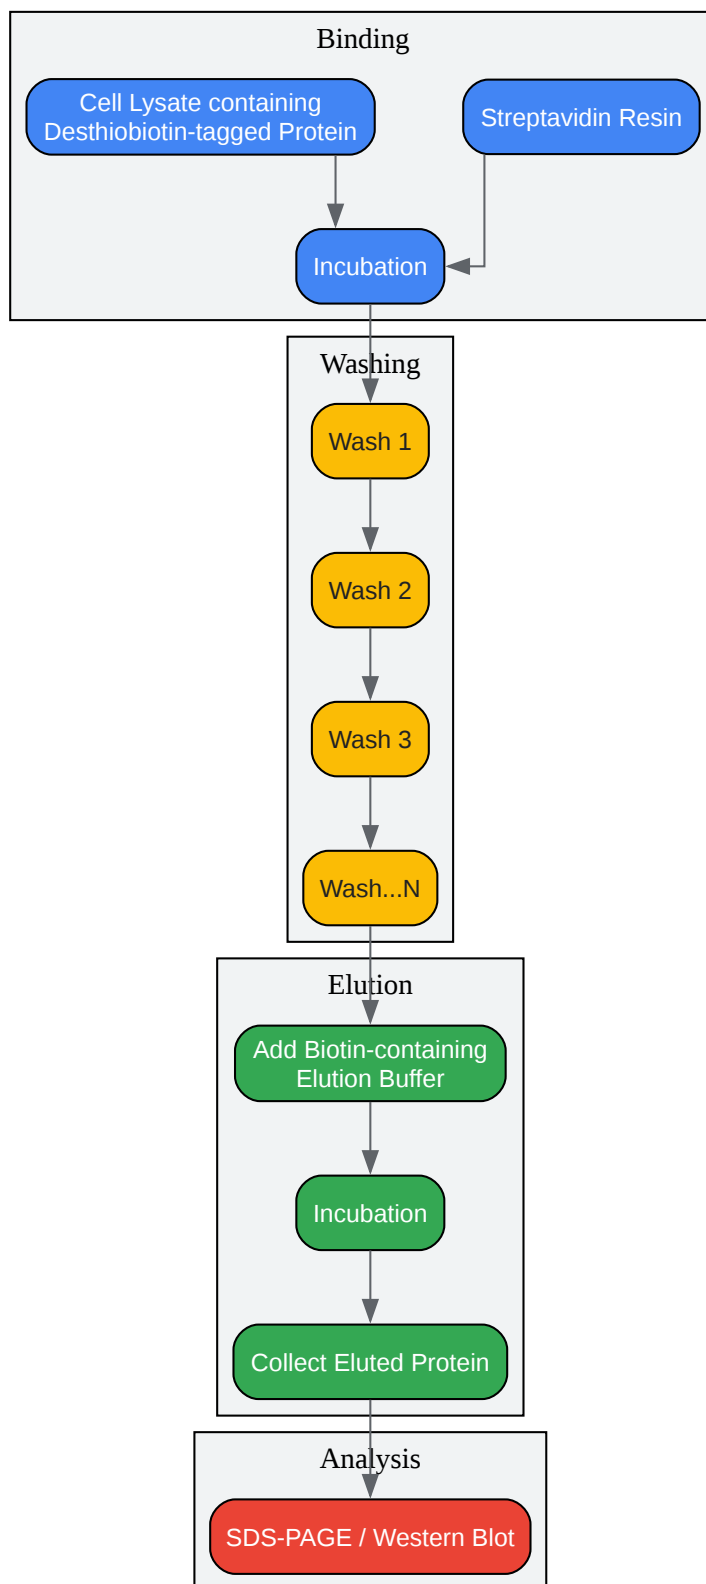 Binding
Cell Lysate containing
Desthiobiotin-tagged Protein
Streptavidin Resin
Incubation
Washing
Wash 1
Wash 2
Wash 3
Wash...N
Elution
Add Biotin-containing
Elution Buffer
Incubation
Collect Eluted Protein
Analysis
SDS-PAGE / Western Blot